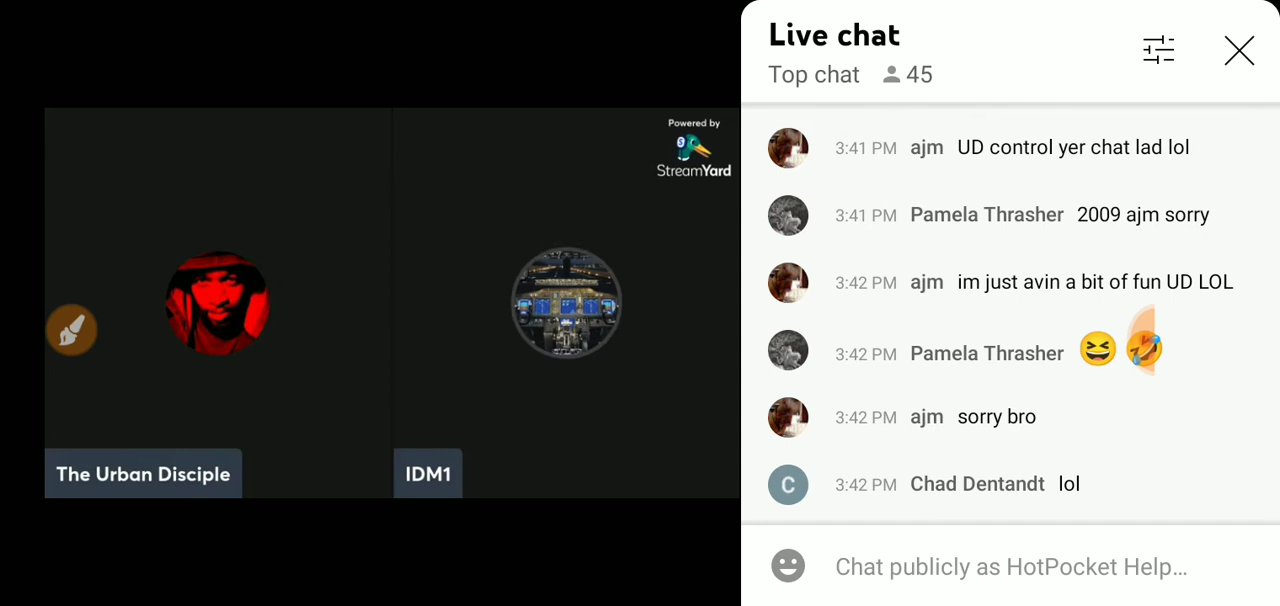 Powered by
StreamYard
The Urban Disciple
IDM1
Live chat
Top chat 45
3:41 PM ajm UD control yer chat lad lol
3:41 PM Pamela Thrasher 2009 ajm sorry
3:42 PM ajm im just avin a bit of fun UD LOL
3:42 PM Pamela Thrasher 😆 🤣
3:42 PM ajm sorry bro
C 3:42 PM Chad Dentandt lol
Chat publicly as HotPocket Help...